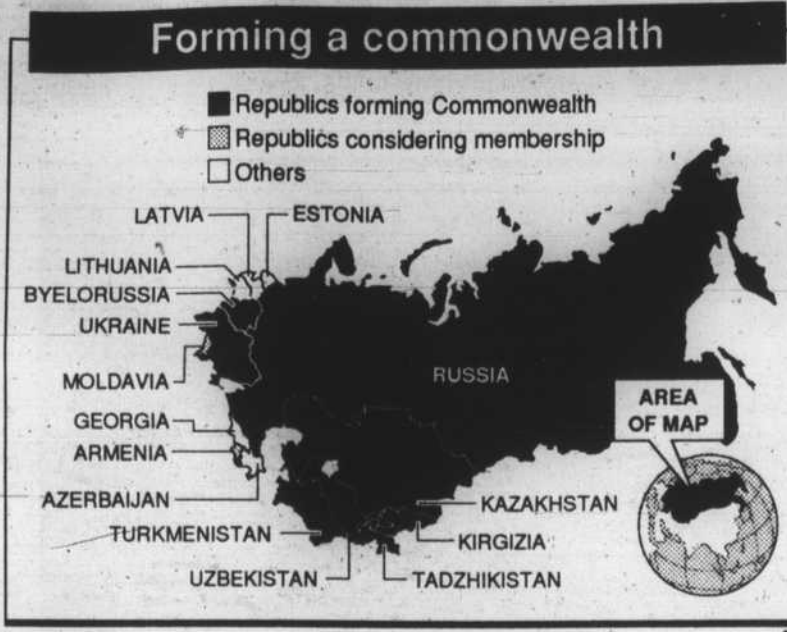 Forming a commonwealth
Republics forming Commonwealth
Republics considering membership
Others
LATVIA
ESTONIA
LITHUANIA
BYELORUSSIA
UKRAINE
MOLDAVIA
RUSSIA
GEORGIA
ARMENIA
AZERBAIJAN
TURKMENISTAN
UZBEKISTAN
KAZAKHSTAN
KIRGIZIA
TADZHIKISTAN
AREA
OF MAP